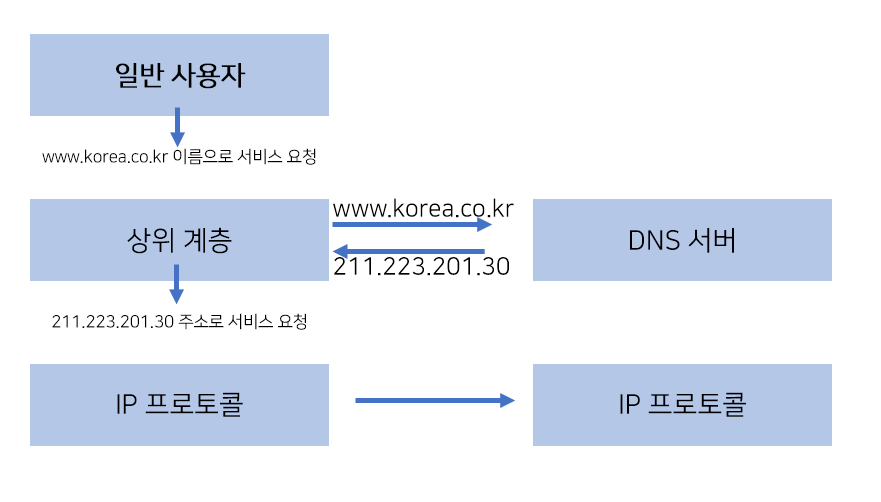 일반 사용자
www.korea.co.kr 이름으로 서비스 요청
www.korea.co.kr
상위 계층
DNS 서버
211.223.201.30
211.223.201.30 주소로 서비스 요청
IP 프로토콜
IP 프로토콜